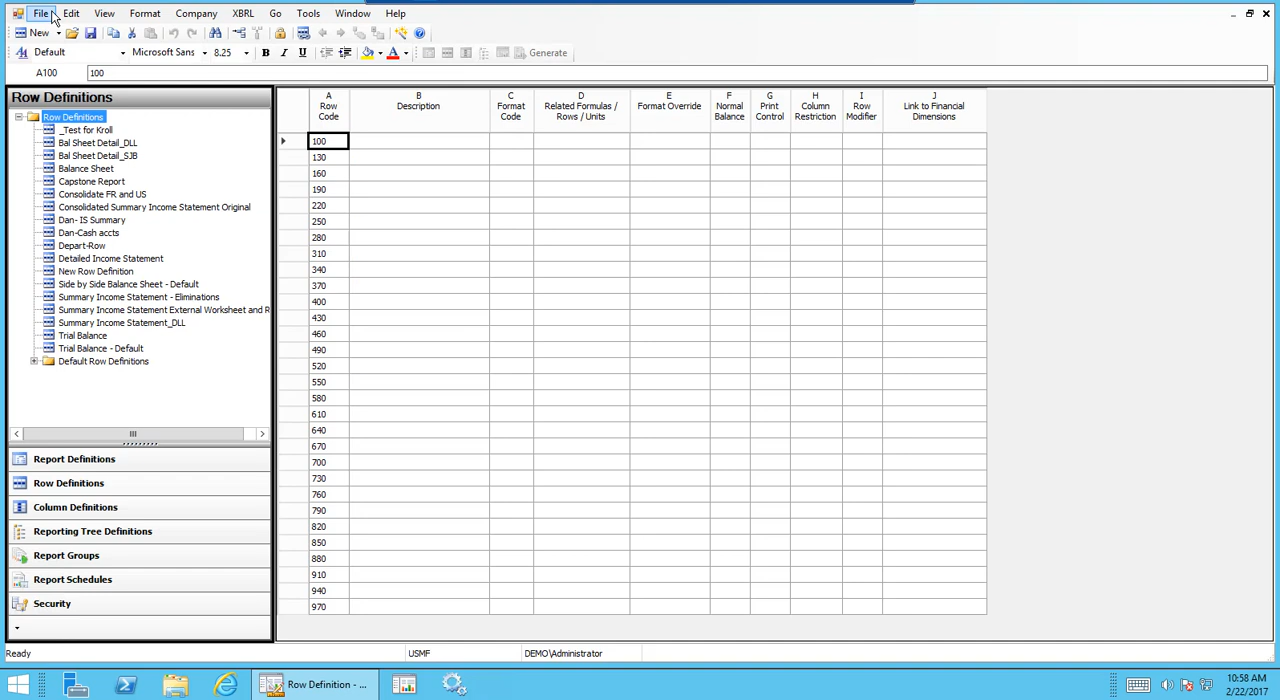 File Edit View Format Company XBRL Go Tools Window Help
New
Default Microsoft Sans 8.25 B I U A Generate
A100 100
Row Definitions
Row Definitions
_Test for Kroll
Bal Sheet Detail_DLL
Bal Sheet Detail_SJB
Balance Sheet
Capstone Report
Consolidate FR and US
Consolidated Summary Income Statement Original
Dan- IS Summary
Dan-Cash accts
Depart-Row
Detailed Income Statement
New Row Definition
Side by Side Balance Sheet - Default
Summary Income Statement - Eliminations
Summary Income Statement External Worksheet and R
Summary Income Statement_DLL
Trial Balance
Trial Balance - Default
Default Row Definitions
Report Definitions
Row Definitions
Column Definitions
Reporting Tree Definitions
Report Groups
Report Schedules
Security
A B C D E F G H I J
Row Code Description Format Code Related Formulas / Rows / Units Format Override Normal Balance Print Control Column Restriction Row Modifier Link to Financial Dimensions
100
130
160
190
220
250
280
310
340
370
400
430
460
490
520
550
580
610
640
670
700
730
760
790
820
850
880
910
940
970
Ready USMF DEMO\Administrator
Row Definition - ...
10:58 AM
2/22/2017